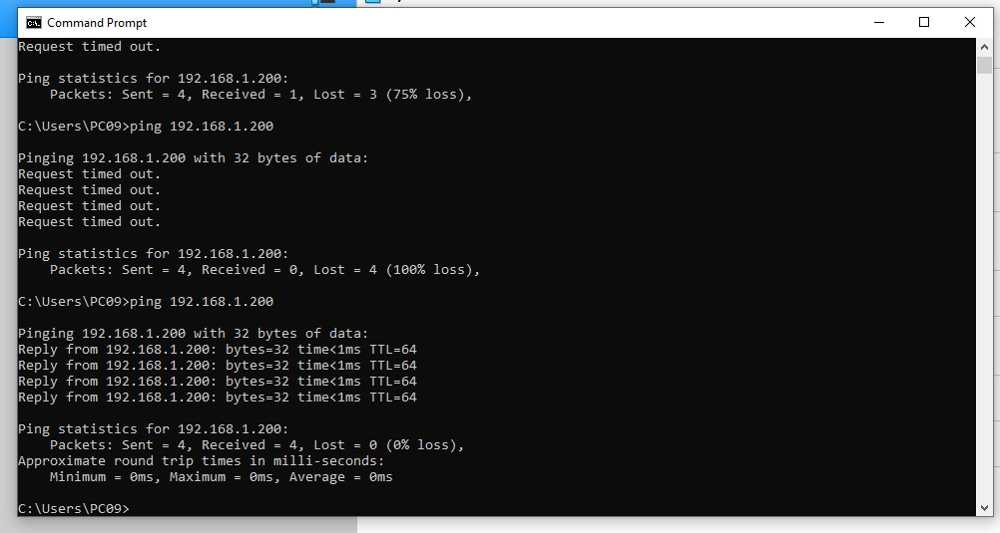 Command Prompt
Request timed out.
Ping statistics for 192.168.1.200:
Packets: Sent = 4, Received = 1, Lost = 3 (75% loss),
C:\Users\PC09>ping 192.168.1.200
Pinging 192.168.1.200 with 32 bytes of data:
Request timed out.
Request timed out.
Request timed out.
Request timed out.
Ping statistics for 192.168.1.200:
Packets: Sent = 4, Received = 0, Lost = 4 (100% loss),
C:\Users\PC09>ping 192.168.1.200
Pinging 192.168.1.200 with 32 bytes of data:
Reply from 192.168.1.200: bytes=32 time<1ms TTL=64
Reply from 192.168.1.200: bytes=32 time<1ms TTL=64
Reply from 192.168.1.200: bytes=32 time<1ms TTL=64
Reply from 192.168.1.200: bytes=32 time<1ms TTL=64
Ping statistics for 192.168.1.200:
Packets: Sent = 4, Received = 4, Lost = 0 (0% loss),
Approximate round trip times in milli-seconds:
Minimum = 0ms, Maximum = 0ms, Average = 0ms
C:\Users\PC09>